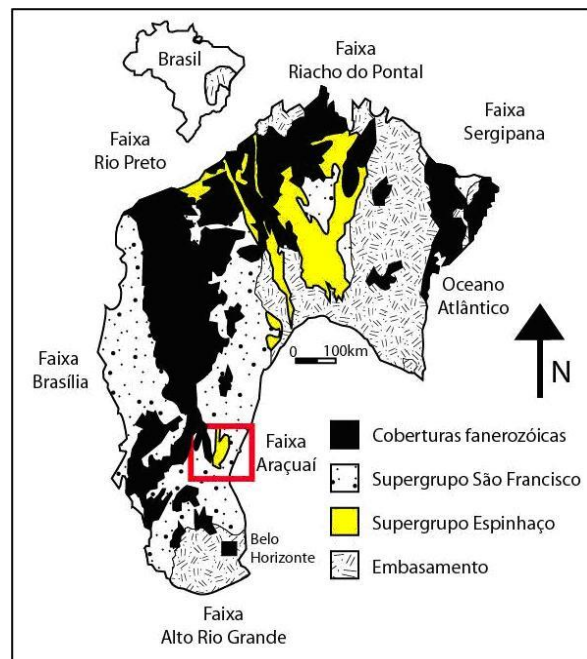 Brasil
Faixa
Riacho do Pontal
Faixa
Sergipana
Faixa
Rio Preto
Oceano
Atlântico
Faixa
Brasília
0 100km
N
Faixa
Araçuaí
Belo
Horizonte
Faixa
Alto Rio Grande
Coberturas fanerozóicas
Supergrupo São Francisco
Supergrupo Espinhaço
Embasamento